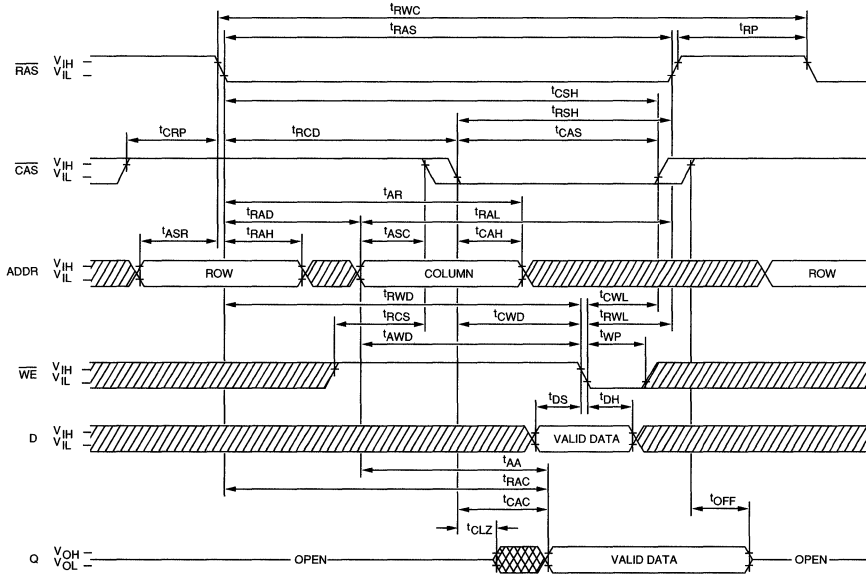 tRWC
tRAS
tRP
RAS VIH
VIL
tCSH
tRSH
tCRP
tRCD
tCAS
CAS VIH
VIL
tAR
tRAD
tRAL
tASR
tRAH
tASC
tCAH
ADDR VIH
VIL
ROW
COLUMN
ROW
tRWD
tCWL
tRCS
tCWD
tRWL
tAWD
tWP
WE VIH
VIL
tDS
tDH
D VIH
VIL
VALID DATA
tAA
tRAC
tCAC
tOFF
tCLZ
Q VOH
VOL
OPEN
VALID DATA
OPEN